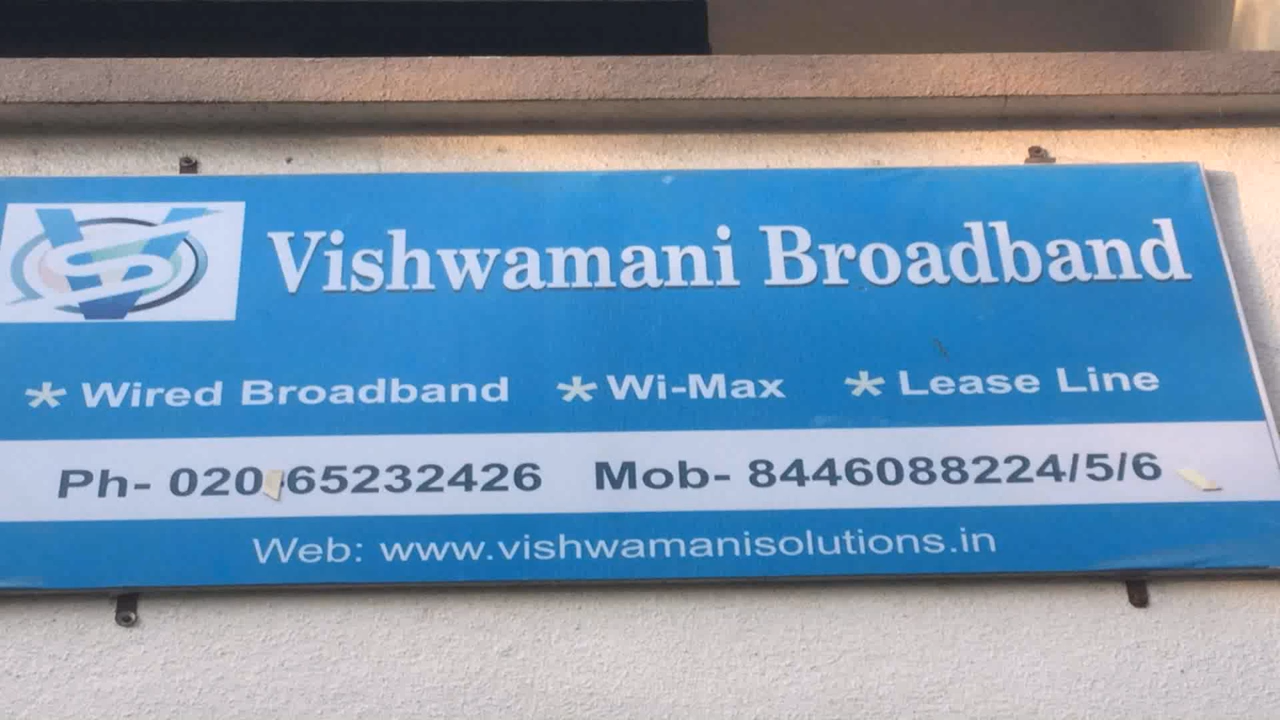 Vishwamani Broadband
* Wired Broadband * Wi-Max * Lease Line
Ph- 020-65232426 Mob- 8446088224/5/6
Web: www.vishwamanisolutions.in